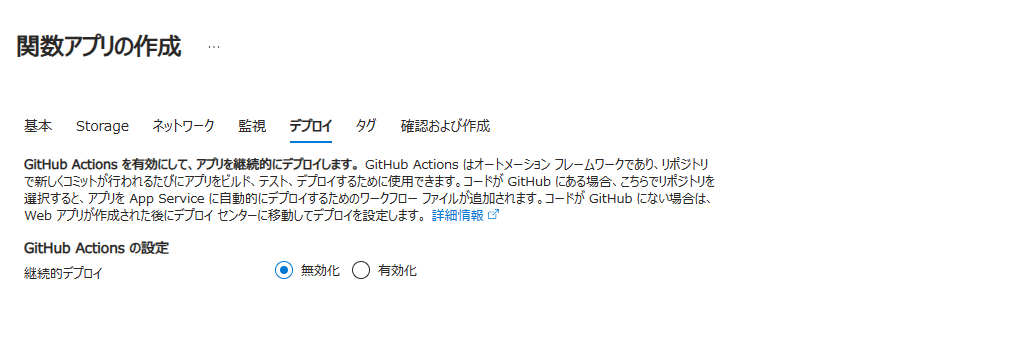 関数アプリの作成 …
基本 Storage ネットワーク 監視 デプロイ タグ 確認および作成
GitHub Actions を有効にして、アプリを継続的にデプロイします。 GitHub Actions はオートメーション フレームワークであり、リポジトリ
で新しくコミットが行われるたびにアプリをビルド、テスト、デプロイするために使用できます。コードが GitHub にある場合、こちらでリポジトリを
選択すると、アプリを App Service に自動的にデプロイするためのワークフロー ファイルが追加されます。コードが GitHub にない場合は、
Web アプリが作成された後にデプロイ センターに移動してデプロイを設定します。 詳細情報
GitHub Actions の設定
継続的デプロイ 無効化 有効化